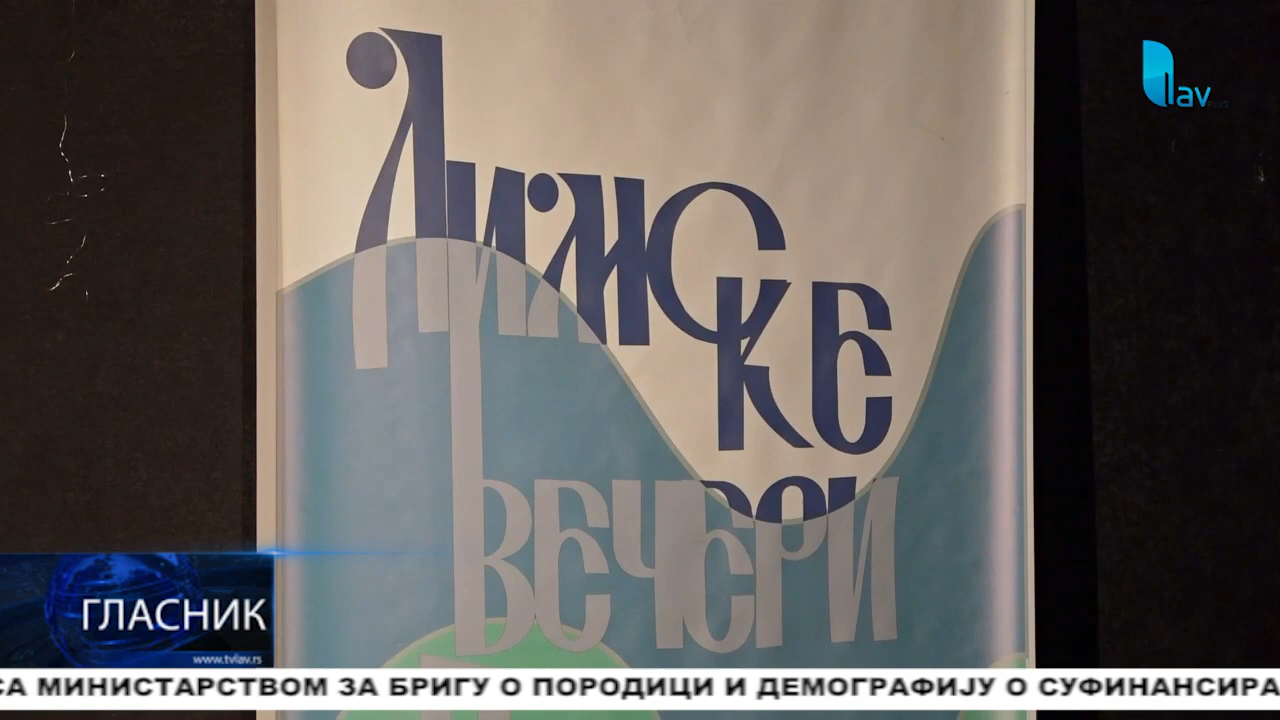 Лимске
вечери
lav
ГЛАСНИК
www.tvlav.rs
СА МИНИСТАРСТВОМ ЗА БРИГУ О ПОРОДИЦИ И ДЕМОГРАФИЈУ О СУФИНАНСИРА